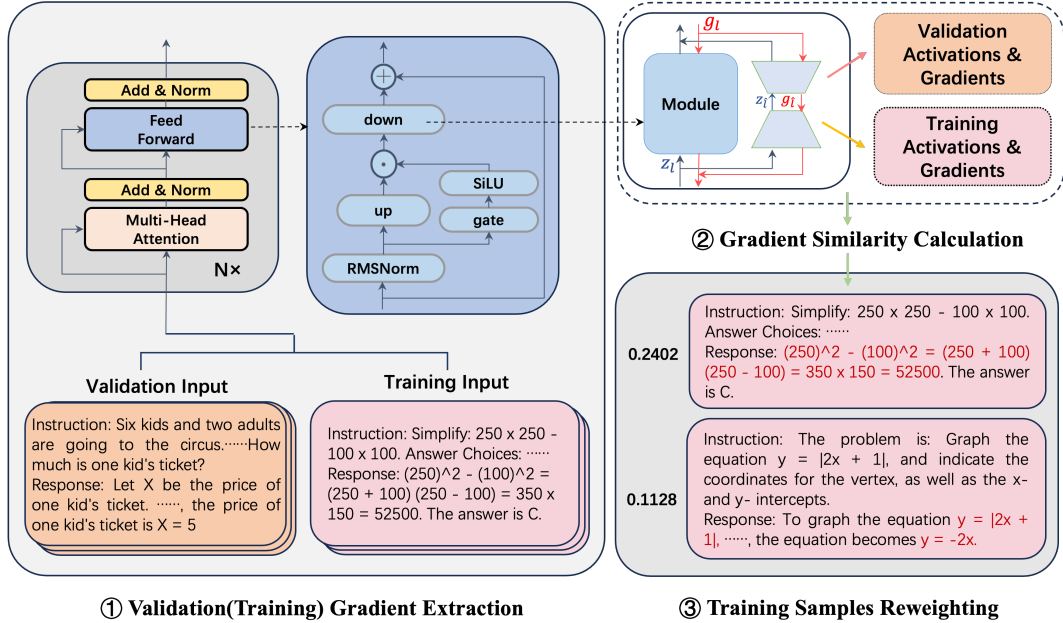 Add & Norm
Feed
Forward
Add & Norm
Multi-Head
Attention
N×
+
down
·
SiLU
up
gate
RMSNorm
Validation Input
Instruction: Six kids and two adults
are going to the circus.······How
much is one kid's ticket?
Response: Let X be the price of
one kid's ticket. ······, the price of
one kid's ticket is X = 5
Training Input
Instruction: Simplify: 250 x 250 -
100 x 100. Answer Choices: ······
Response: (250)^2 - (100)^2 =
(250 + 100) (250 - 100) = 350 x
150 = 52500. The answer is C.
① Validation(Training) Gradient Extraction
g_l
Module
z_l̄ g_l̄
z_l
Validation
Activations &
Gradients
Training
Activations &
Gradients
② Gradient Similarity Calculation
0.2402
Instruction: Simplify: 250 x 250 - 100 x 100.
Answer Choices: ······
Response: (250)^2 - (100)^2 = (250 + 100)
(250 - 100) = 350 x 150 = 52500. The answer
is C.
0.1128
Instruction: The problem is: Graph the
equation y = |2x + 1|, and indicate the
coordinates for the vertex, as well as the x-
and y- intercepts.
Response: To graph the equation y = |2x +
1|, ······, the equation becomes y = -2x.
③ Training Samples Reweighting